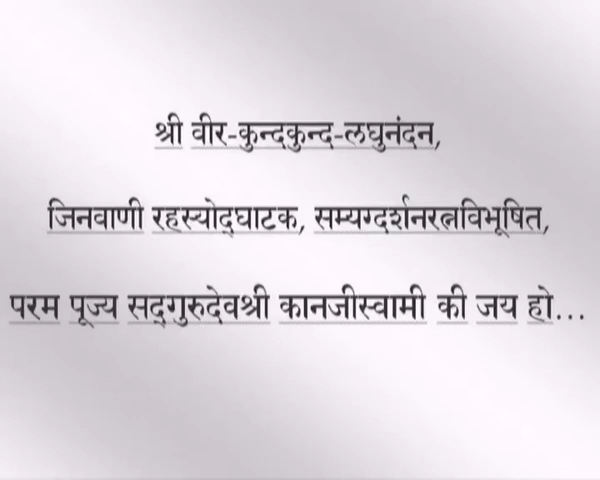 श्री वीर-कुन्दकुन्द-लघुनंदन,
जिनवाणी रहस्योद्‌घाटक, सम्यग्दर्शनरत्नविभूषित,
परम पूज्य सद्‌गुरुदेवश्री कानजीस्वामी की जय हो...